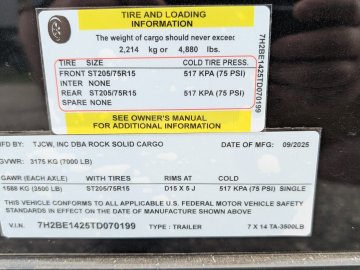 TIRE AND LOADING
INFORMATION
The weight of cargo should never exceed
2,214 kg or 4,880 lbs.
TIRE SIZE COLD TIRE PRESS.
FRONT ST205/75R15 517 KPA (75 PSI)
INTER NONE
REAR ST205/75R15 517 KPA (75 PSI)
SPARE NONE
SEE OWNER'S MANUAL
FOR ADDITIONAL INFORMATION
7H2BE1425TD070199
MFD BY: TJCW, INC DBA ROCK SOLID CARGO DATE OF MFG: 09/2025
GVWR: 3175 KG (7000 LB)
GAWR (EACH AXLE) WITH TIRES RIMS AT COLD
1588 KG (3500 LB) ST205/75R15 D15 X 5 J 517 KPA (75 PSI) SINGLE
THIS VEHICLE CONFORMS TO ALL APPLICABLE U.S. FEDERAL MOTOR VEHICLE SAFETY
STANDARDS IN EFFECT ON THE DATE OF MANUFACTURE SHOWN ABOVE
V.I.N. 7H2BE1425TD070199 TYPE: TRAILER 7 X 14 TA-3500LB